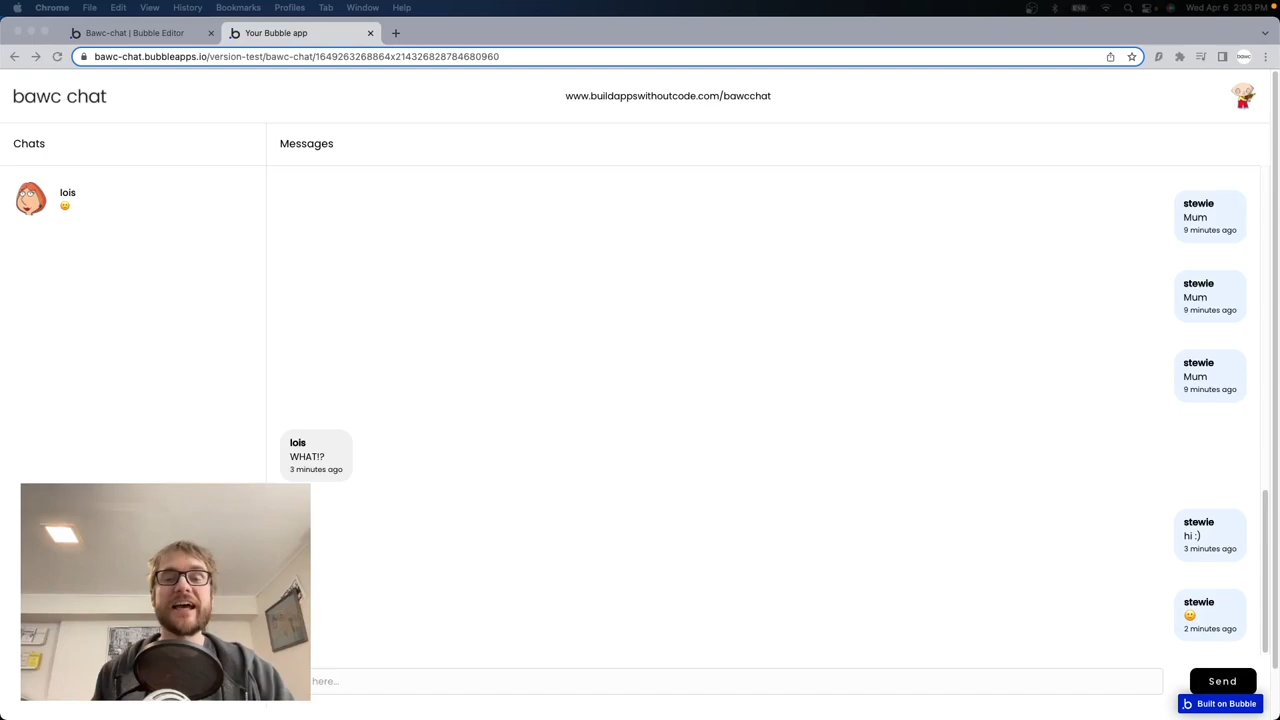 Chrome File Edit View History Bookmarks Profiles Tab Window Help Wed Apr 6 2:03 PM
Bawc-chat | Bubble Editor Your Bubble app
bawc-chat.bubbleapps.io/version-test/bawc-chat/1649263268864x214326828784680960
bawc
bawc chat www.buildappswithoutcode.com/bawcchat
Chats Messages
lois
stewie
Mum
9 minutes ago
stewie
Mum
9 minutes ago
stewie
Mum
9 minutes ago
lois
WHAT!?
3 minutes ago
stewie
hi :)
3 minutes ago
stewie
2 minutes ago
here... Send
Built on Bubble